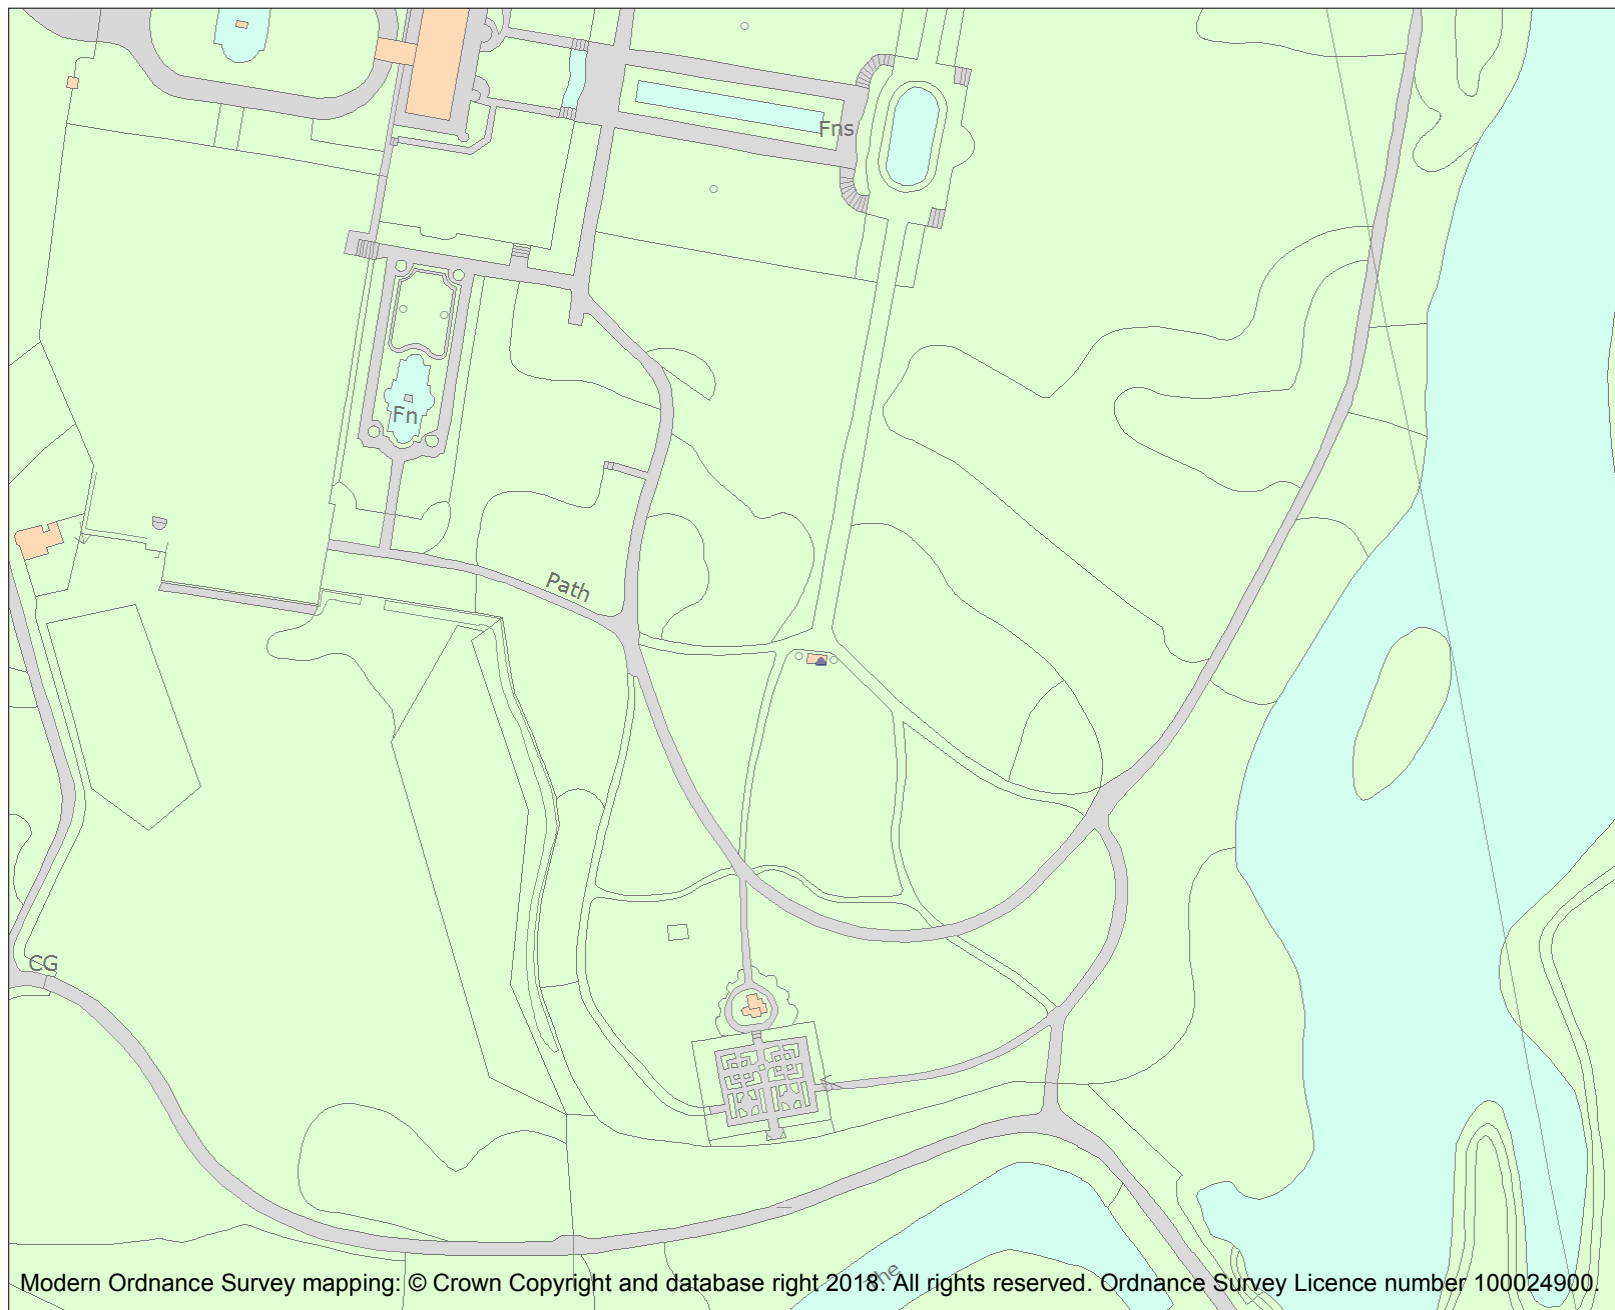 Fns
Fn
Path
CG
Modern Ordnance Survey mapping: © Crown Copyright and database right 2018. All rights reserved. Ordnance Survey Licence number 100024900.